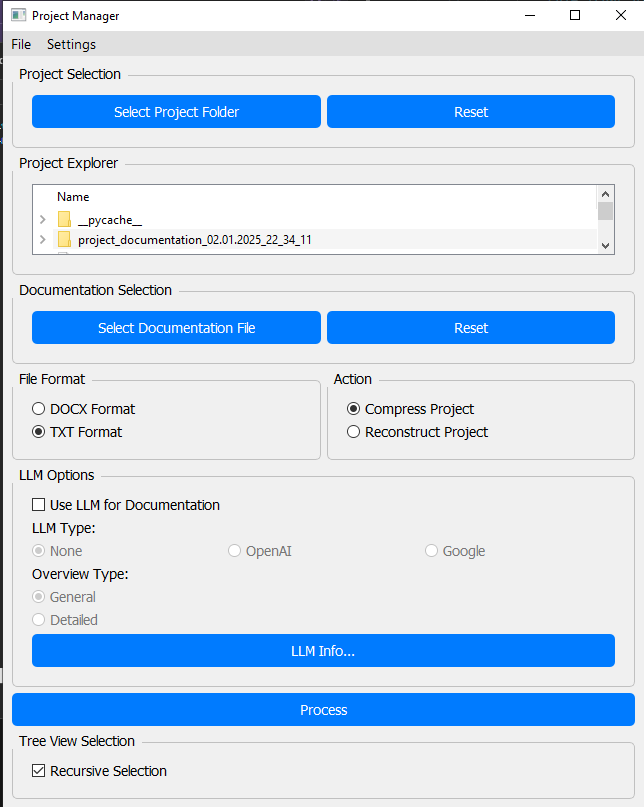 Project Manager
File Settings
Project Selection
Select Project Folder Reset
Project Explorer
Name
__pycache__
project_documentation_02.01.2025_22_34_11
Documentation Selection
Select Documentation File Reset
File Format Action
DOCX Format Compress Project
TXT Format Reconstruct Project
LLM Options
Use LLM for Documentation
LLM Type:
None OpenAI Google
Overview Type:
General
Detailed
LLM Info...
Process
Tree View Selection
Recursive Selection